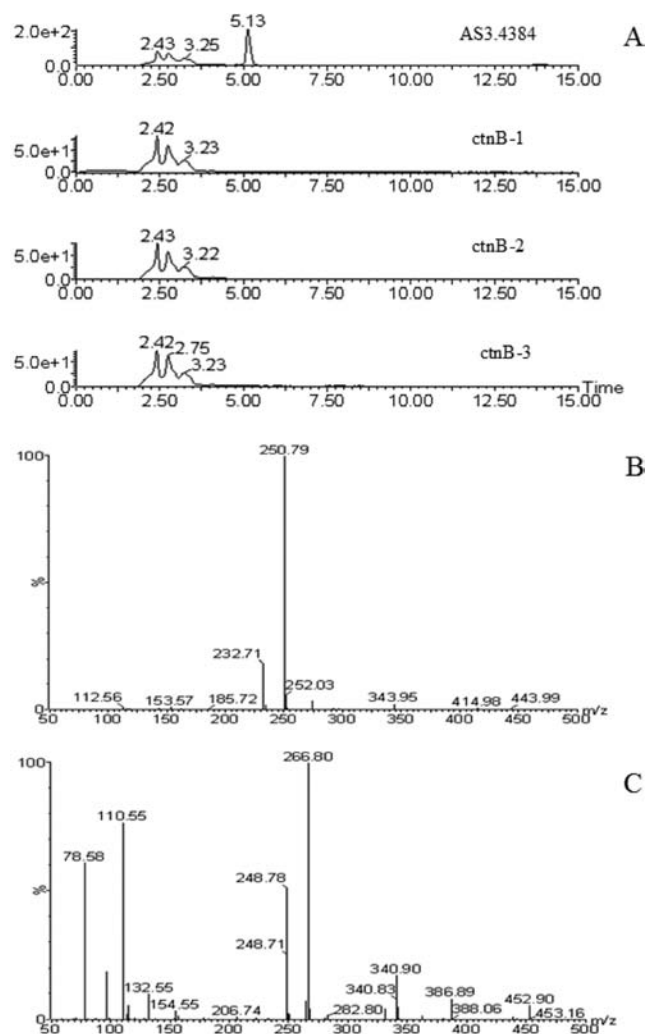 5.13
2.0e+2 2.43 3.25 AS3.4384 A
0.0
0.00 2.50 5.00 7.50 10.00 12.50 15.00
2.42
5.0e+1 3.23 ctnB-1
0.0
0.00 2.50 5.00 7.50 10.00 12.50 15.00
2.43
5.0e+1 3.22 ctnB-2
0.0
0.00 2.50 5.00 7.50 10.00 12.50 15.00
2.42 2.75
5.0e+1 3.23 ctnB-3
0.0 Time
0.00 2.50 5.00 7.50 10.00 12.50 15.00
100 250.79 B
%
232.71
252.03
112.56 153.57 185.72 343.95 414.98 443.99
0
50 100 150 200 250 300 350 400 450 500 m/z
100 266.80 C
110.55
78.58
%
248.78
248.71
340.90
132.55 340.83 386.89
154.55 206.74 282.80 388.06 452.90
453.16
0
50 100 150 200 250 300 350 400 450 500 m/z